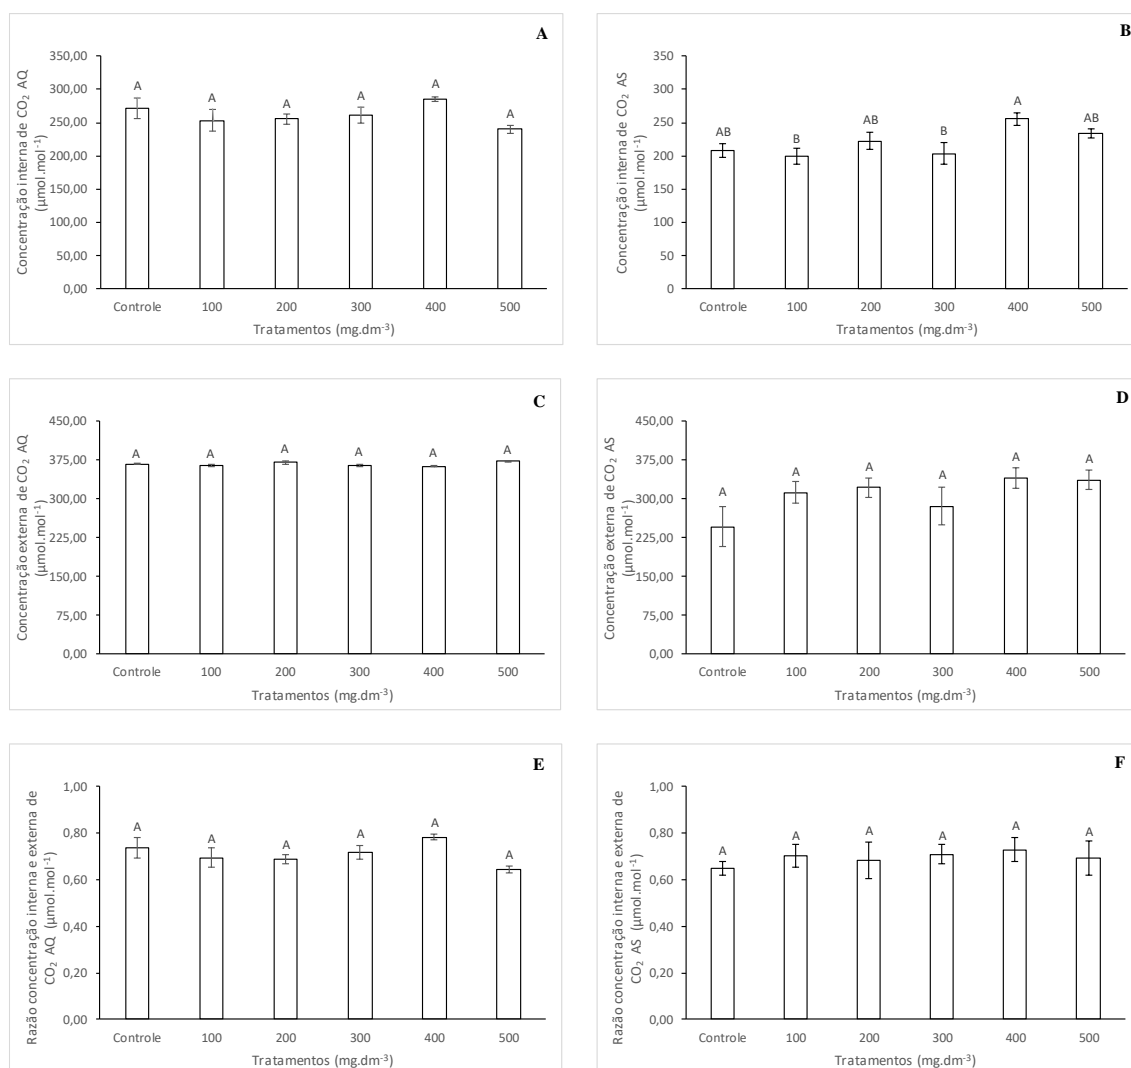 A
Concentração interna de CO₂ AQ
(µmol.mol⁻¹)
350,00
300,00
250,00
200,00
150,00
100,00
50,00
0,00
A A A A A A
Controle 100 200 300 400 500
Tratamentos (mg.dm⁻³)
B
Concentração interna de CO₂ AS
(µmol.mol⁻¹)
350
300
250
200
150
100
50
0
AB B AB B A AB
Controle 100 200 300 400 500
Tratamentos (mg.dm⁻³)
C
Concentração externa de CO₂ AQ
(µmol.mol⁻¹)
450,00
375,00
300,00
225,00
150,00
75,00
0,00
A A A A A A
Controle 100 200 300 400 500
Tratamentos (mg.dm⁻³)
D
Concentração externa de CO₂ AS
(µmol.mol⁻¹)
450,00
375,00
300,00
225,00
150,00
75,00
0,00
A A A A A A
Controle 100 200 300 400 500
Tratamentos (mg.dm⁻³)
E
Razão concentração interna e externa de
CO₂ AQ (µmol.mol⁻¹)
1,00
0,80
0,60
0,40
0,20
0,00
A A A A A A
Controle 100 200 300 400 500
Tratamentos (mg.dm⁻³)
F
Razão concentração interna e externa de
CO₂ AS (µmol.mol⁻¹)
1,00
0,80
0,60
0,40
0,20
0,00
A A A A A A
Controle 100 200 300 400 500
Tratamentos (mg.dm⁻³)